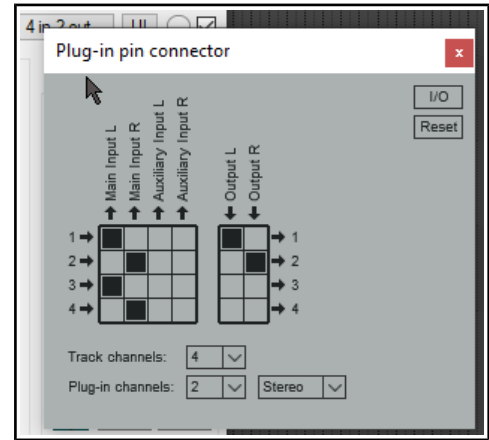 4 in 2 out UI
Plug-in pin connector x
I/O
Reset
Main Input L
Main Input R
Auxiliary Input L
Auxiliary Input R
Output L
Output R
1 1
2 2
3 3
4 4
Track channels: 4
Plug-in channels: 2 Stereo